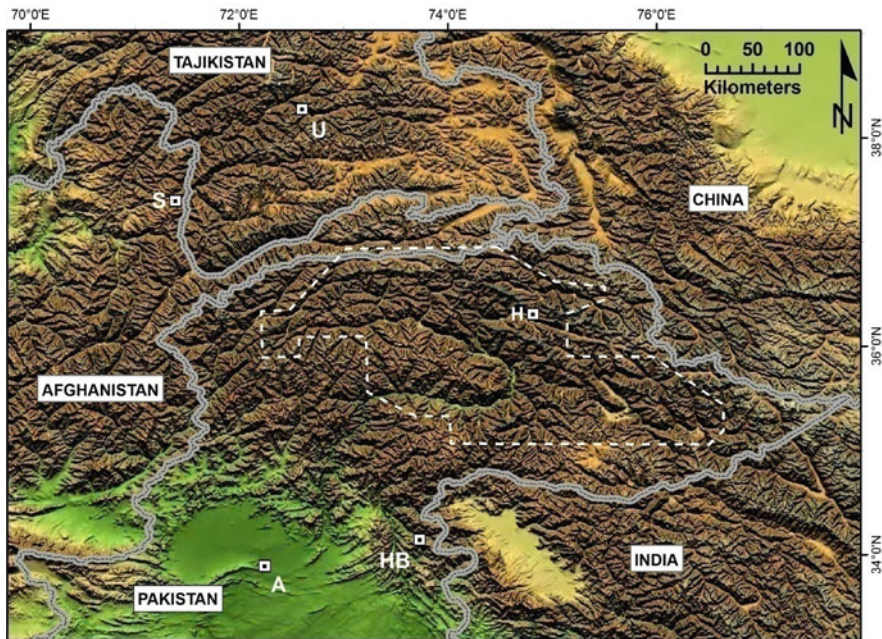 70°0'E 72°0'E 74°0'E 76°0'E
TAJIKISTAN
0 50 100
Kilometers
N
U
38°0'N
S
CHINA
H
36°0'N
AFGHANISTAN
HB
34°0'N
INDIA
A
PAKISTAN